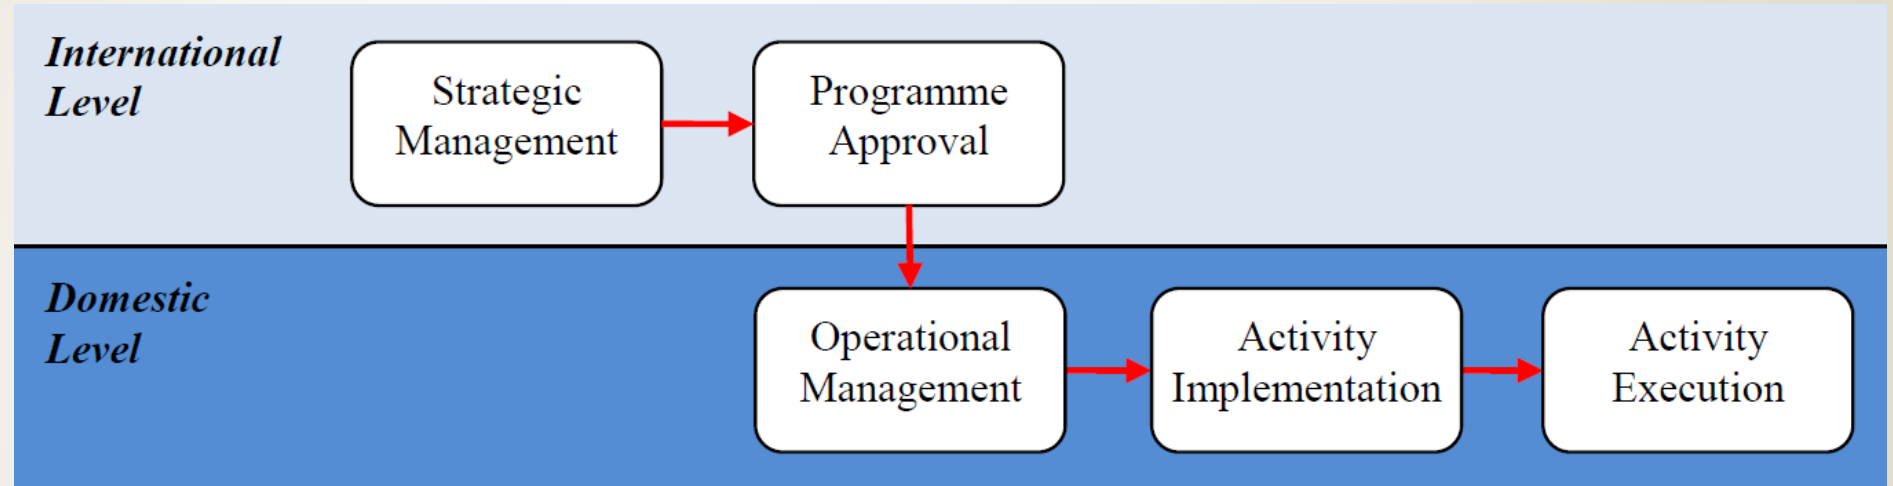 International
Level
Strategic
Management
Programme
Approval
Domestic
Level
Operational
Management
Activity
Implementation
Activity
Execution